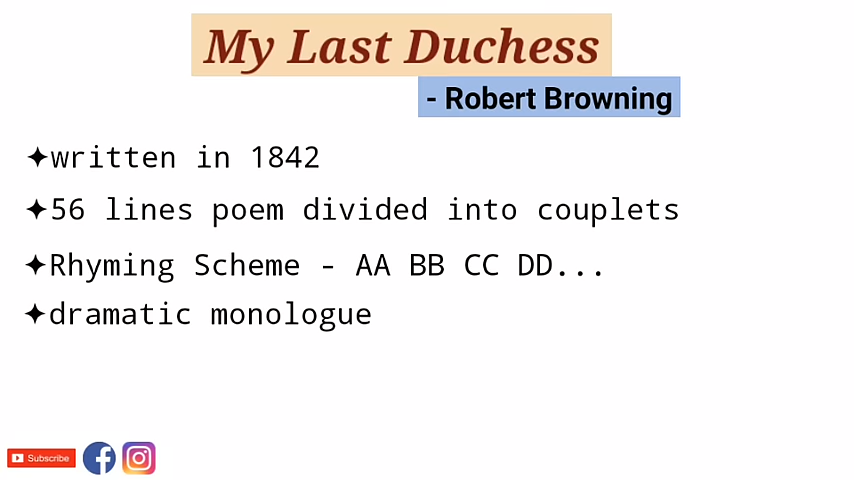 My Last Duchess
- Robert Browning
✦written in 1842
✦56 lines poem divided into couplets
✦Rhyming Scheme - AA BB CC DD...
✦dramatic monologue
Subscribe